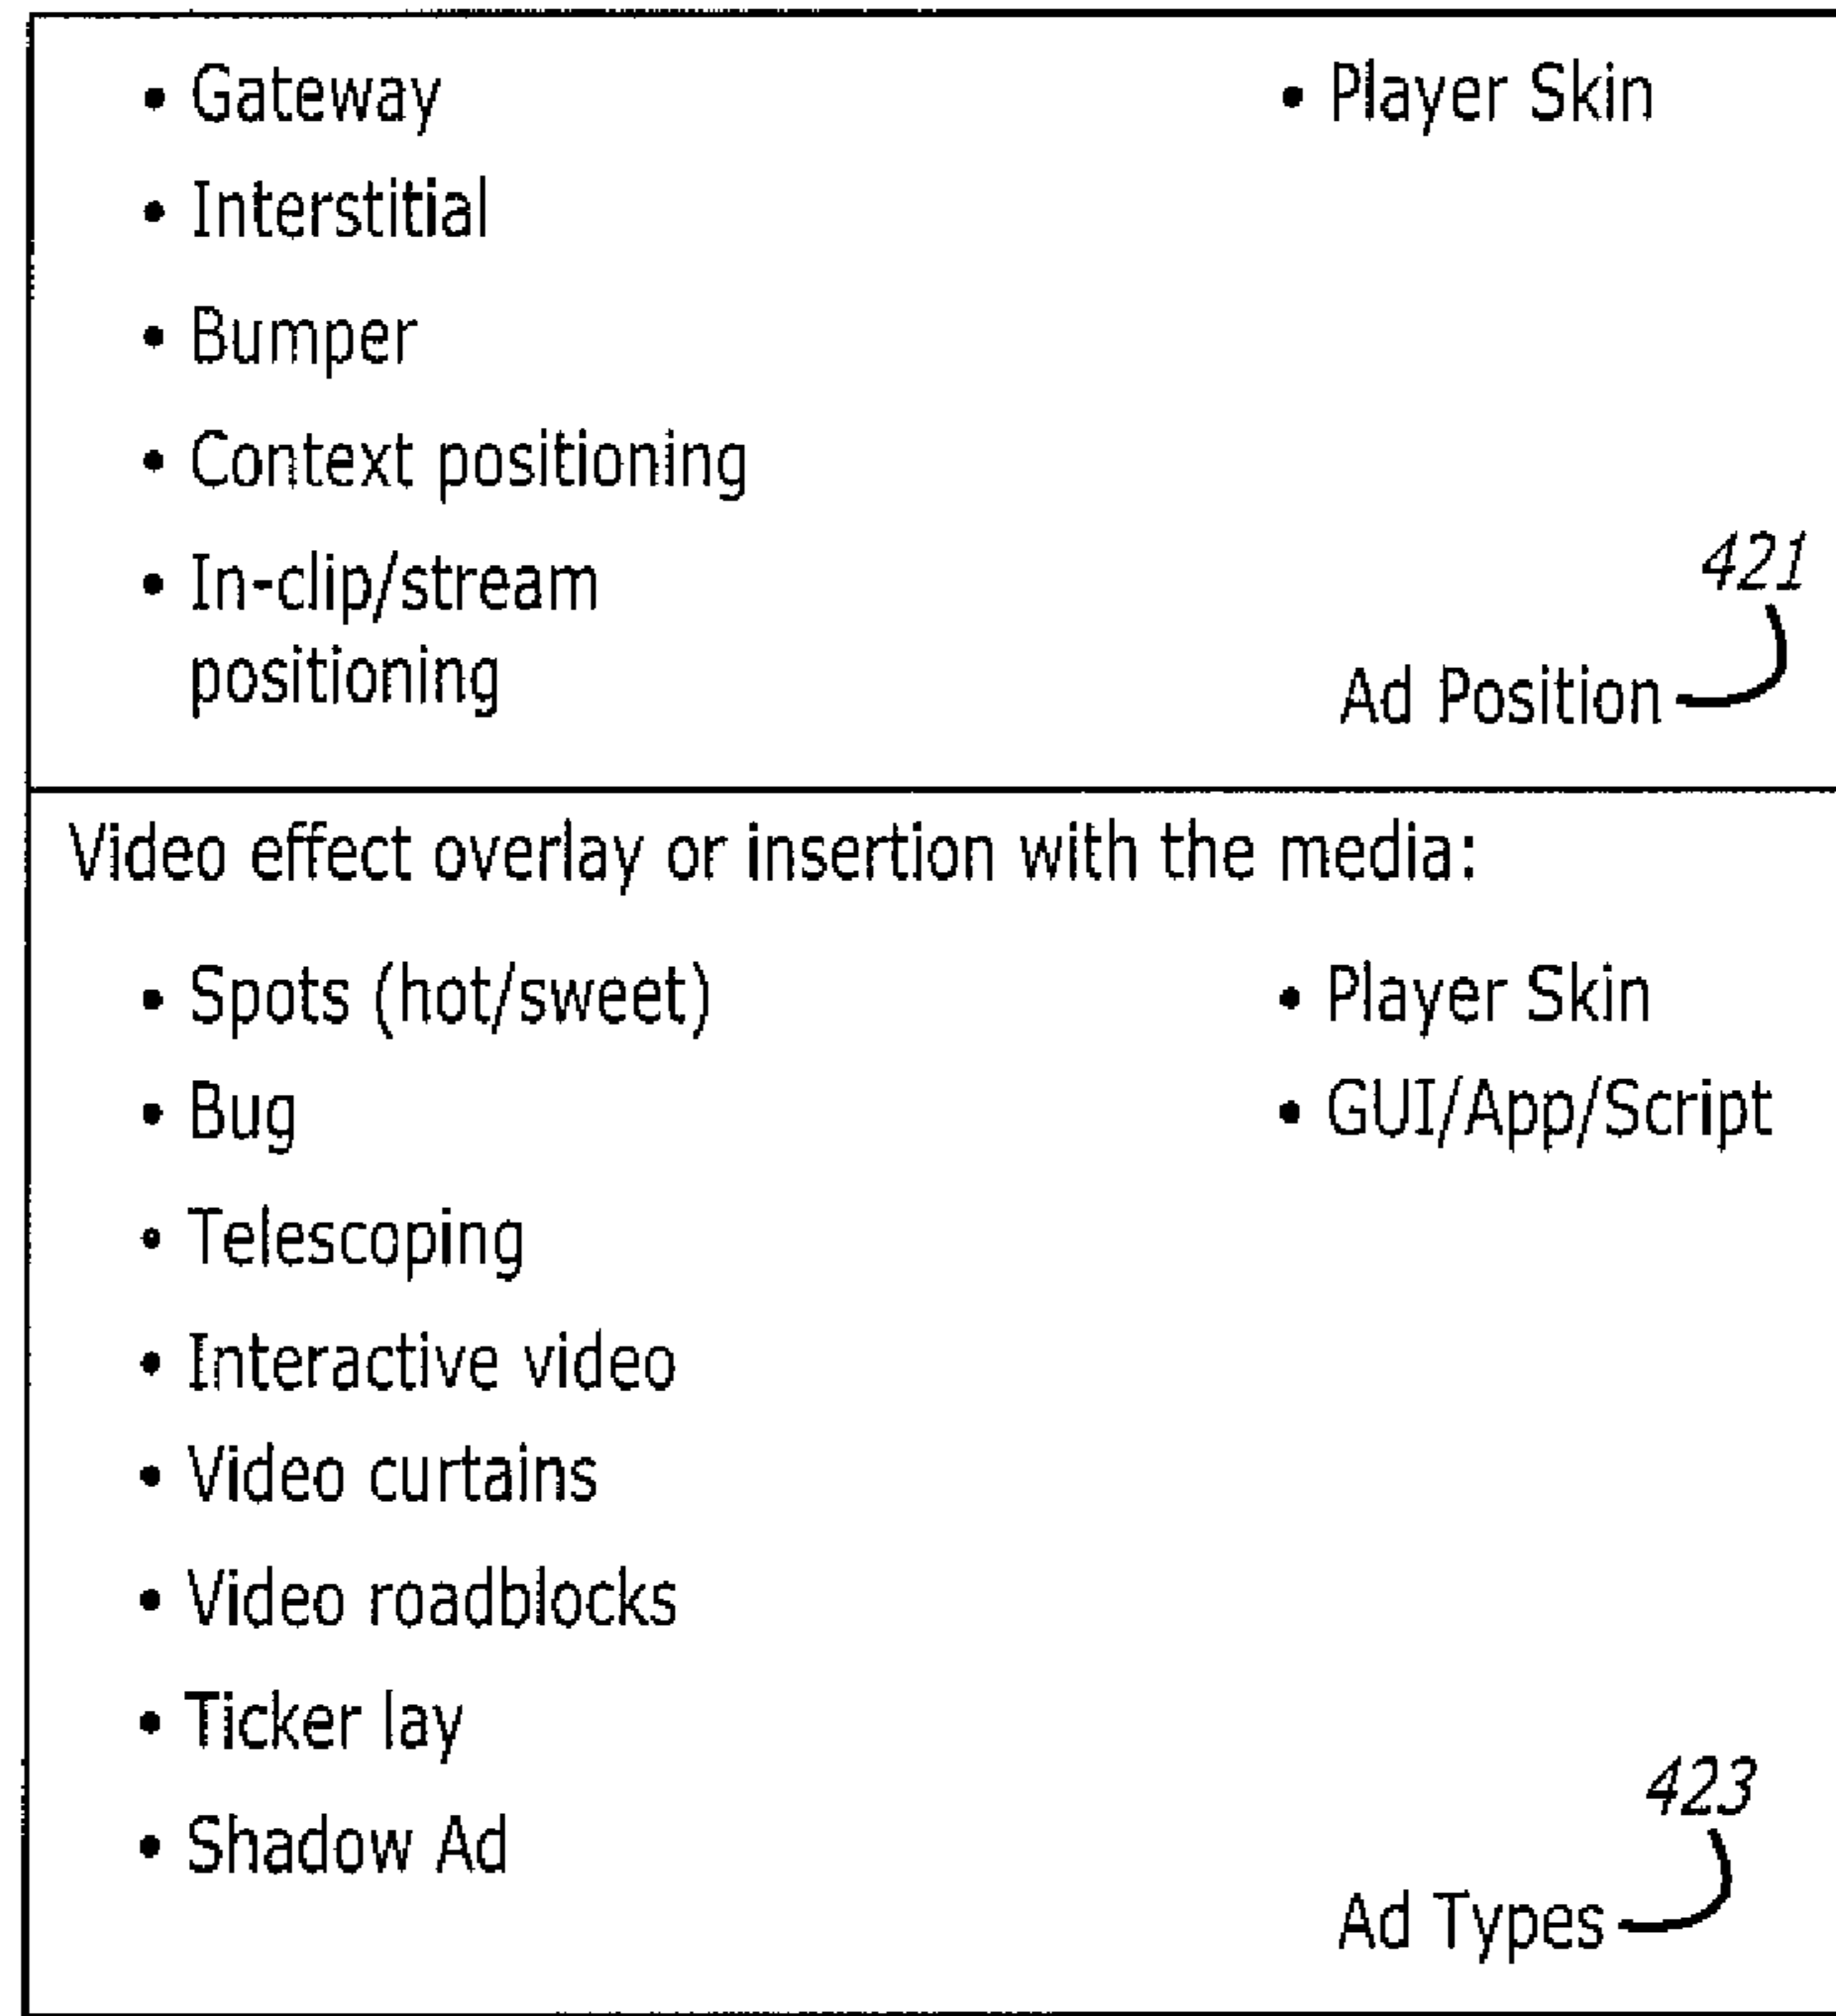 • Gateway
• Interstitial
• Bumper
• Context positioning
• In-clip/stream
positioning
• Player Skin
421
Ad Position
Video effect overlay or insertion with the media:
• Spots (hot/sweet)
• Bug
• Telescoping
• Interactive video
• Video curtains
• Video roadblocks
• Ticker lay
• Shadow Ad
• Player Skin
• GUI/App/Script
423
Ad Types